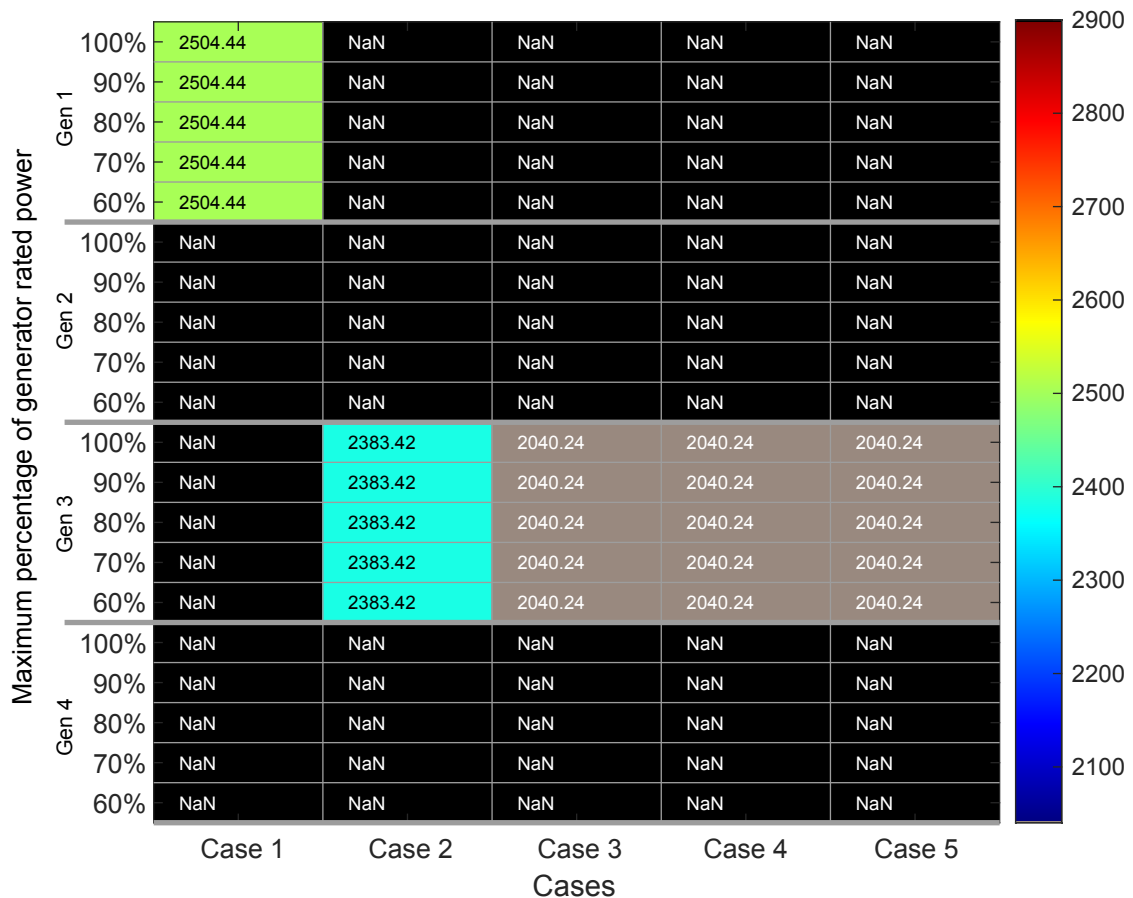 Maximum percentage of generator rated power
Gen 1
100% 2504.44 NaN NaN NaN NaN
90% 2504.44 NaN NaN NaN NaN
80% 2504.44 NaN NaN NaN NaN
70% 2504.44 NaN NaN NaN NaN
60% 2504.44 NaN NaN NaN NaN
Gen 2
100% NaN NaN NaN NaN NaN
90% NaN NaN NaN NaN NaN
80% NaN NaN NaN NaN NaN
70% NaN NaN NaN NaN NaN
60% NaN NaN NaN NaN NaN
Gen 3
100% NaN 2383.42 2040.24 2040.24 2040.24
90% NaN 2383.42 2040.24 2040.24 2040.24
80% NaN 2383.42 2040.24 2040.24 2040.24
70% NaN 2383.42 2040.24 2040.24 2040.24
60% NaN 2383.42 2040.24 2040.24 2040.24
Gen 4
100% NaN NaN NaN NaN NaN
90% NaN NaN NaN NaN NaN
80% NaN NaN NaN NaN NaN
70% NaN NaN NaN NaN NaN
60% NaN NaN NaN NaN NaN
Case 1 Case 2 Case 3 Case 4 Case 5
Cases
2900
2800
2700
2600
2500
2400
2300
2200
2100